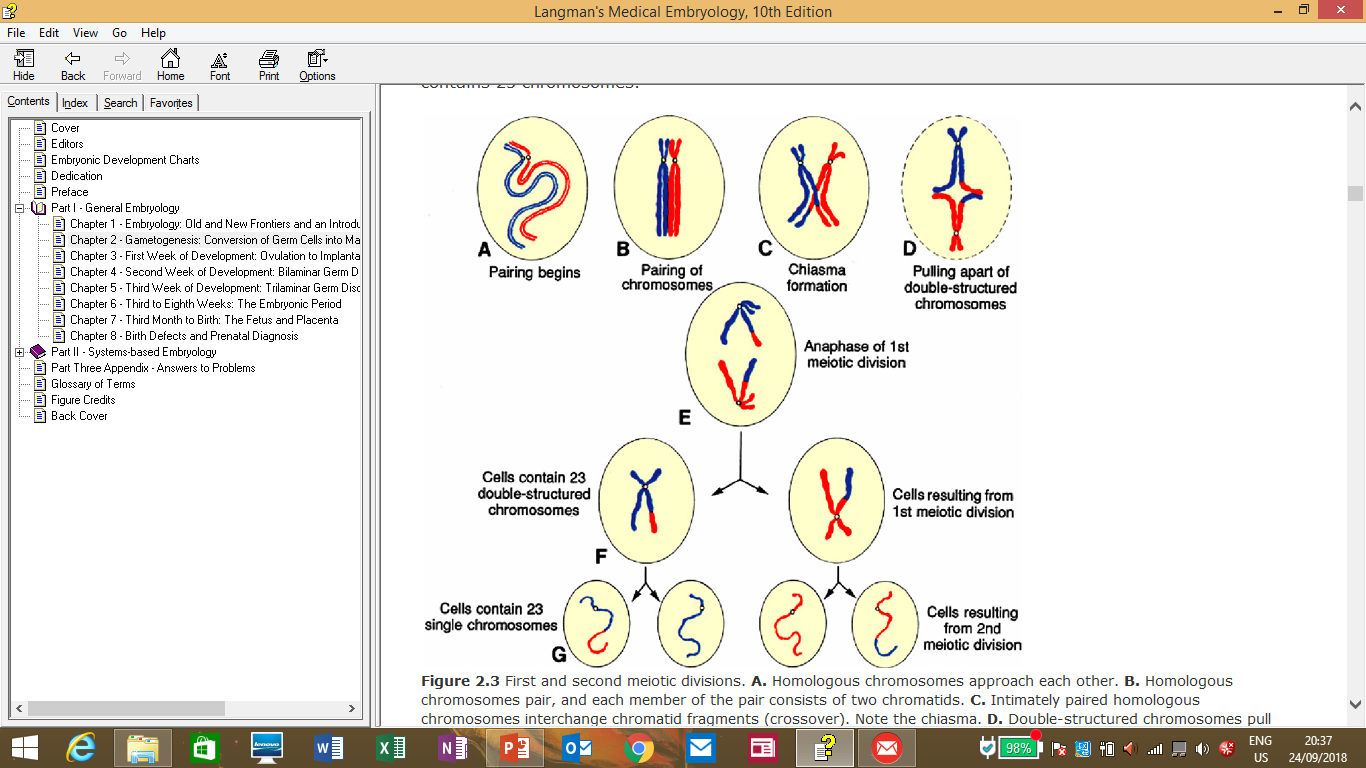 Langman's Medical Embryology, 10th Edition
File Edit View Go Help
Hide Back Forward Home Font Print Options
Contents Index Search Favorites
Cover
Editors
Embryonic Development Charts
Dedication
Preface
Part I - General Embryology
Chapter 1 - Embryology: Old and New Frontiers and an Introdu
Chapter 2 - Gametogenesis: Conversion of Germ Cells into Ma
Chapter 3 - First Week of Development: Ovulation to Implanta
Chapter 4 - Second Week of Development: Bilaminar Germ D
Chapter 5 - Third Week of Development: Trilaminar Germ Disc
Chapter 6 - Third to Eighth Weeks: The Embryonic Period
Chapter 7 - Third Month to Birth: The Fetus and Placenta
Chapter 8 - Birth Defects and Prenatal Diagnosis
Part II - Systems-based Embryology
Part Three Appendix - Answers to Problems
Glossary of Terms
Figure Credits
Back Cover
contains 23 chromosomes.
A
Pairing begins
B
Pairing of
chromosomes
C
Chiasma
formation
D
Pulling apart of
double-structured
chromosomes
E
Anaphase of 1st
meiotic division
Cells contain 23
double-structured
chromosomes
F
Cells resulting from
1st meiotic division
Cells contain 23
single chromosomes
G
Cells resulting
from 2nd
meiotic division
Figure 2.3 First and second meiotic divisions. A. Homologous chromosomes approach each other. B. Homologous
chromosomes pair, and each member of the pair consists of two chromatids. C. Intimately paired homologous
chromosomes interchange chromatid fragments (crossover). Note the chiasma. D. Double-structured chromosomes pull
lenovo
98%
ENG
US
20:37
24/09/2018